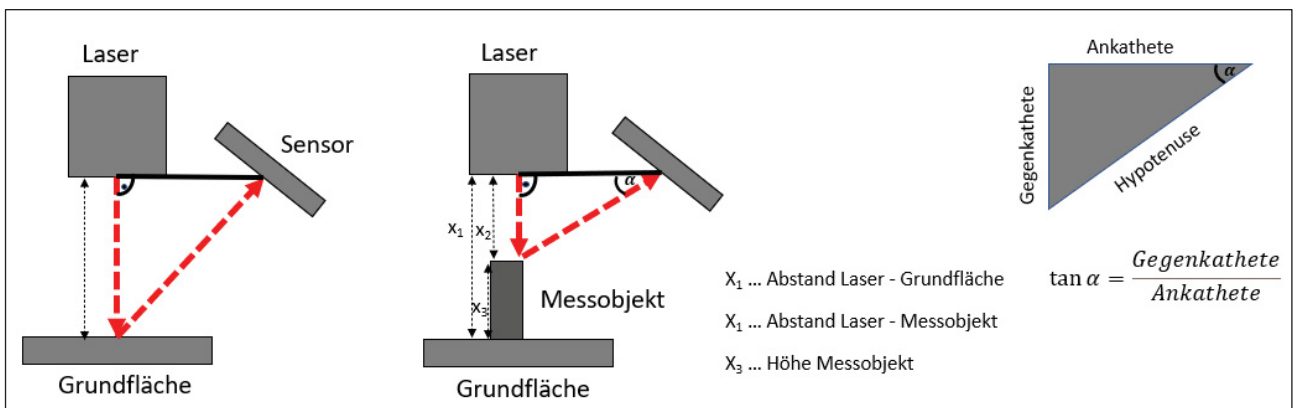 Laser
Sensor
Grundfläche
Laser
α
x₁
x₂
x₃
Messobjekt
Grundfläche
X₁ ... Abstand Laser - Grundfläche
X₁ ... Abstand Laser - Messobjekt
X₃ ... Höhe Messobjekt
Ankathete
α
Gegenkathete
Hypotenuse
tan α = Gegenkathete / Ankathete